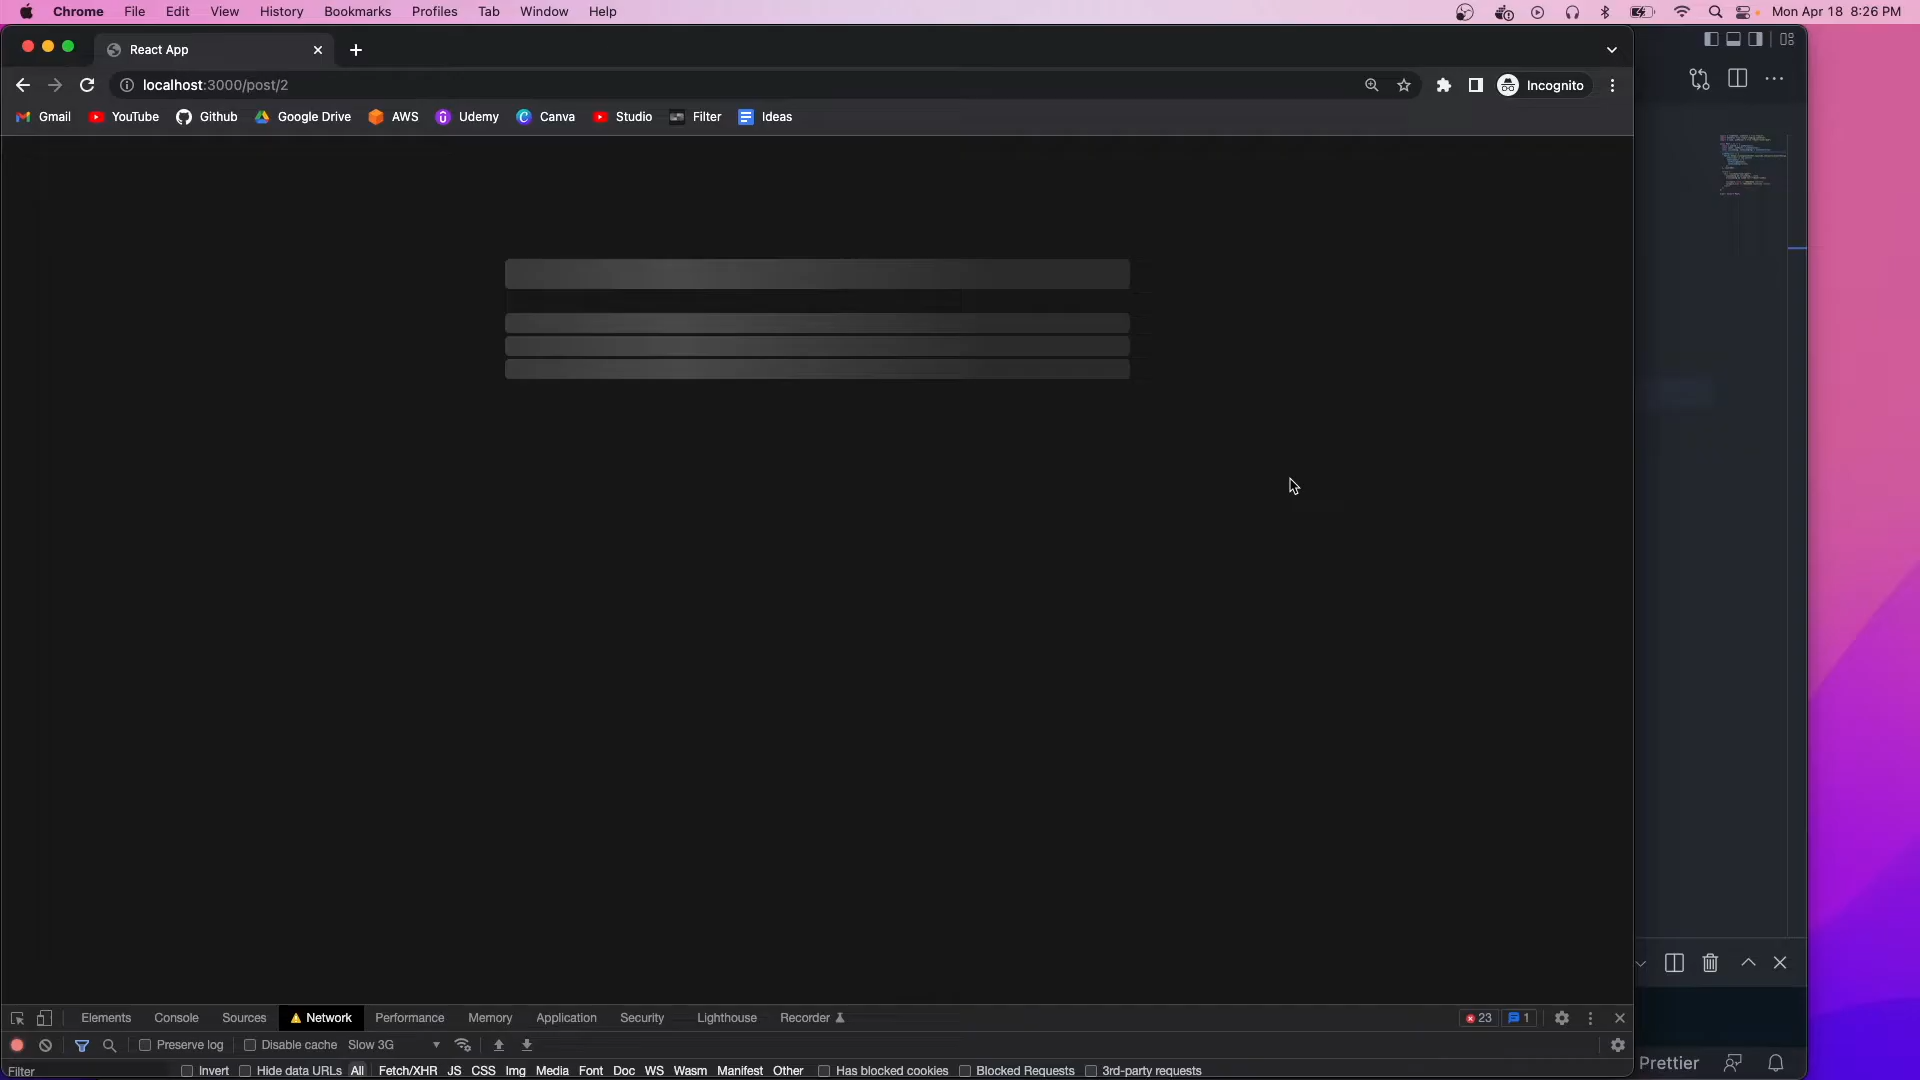 Chrome File Edit View History Bookmarks Profiles Tab Window Help Mon Apr 18 8:26 PM
React App
localhost:3000/post/2 Incognito
Gmail YouTube Github Google Drive AWS Udemy Canva Studio Filter Ideas
Elements Console Sources Network Performance Memory Application Security Lighthouse Recorder 23 1
Preserve log Disable cache Slow 3G
Filter Invert Hide data URLs All Fetch/XHR JS CSS Img Media Font Doc WS Wasm Manifest Other Has blocked cookies Blocked Requests 3rd-party requests
Prettier